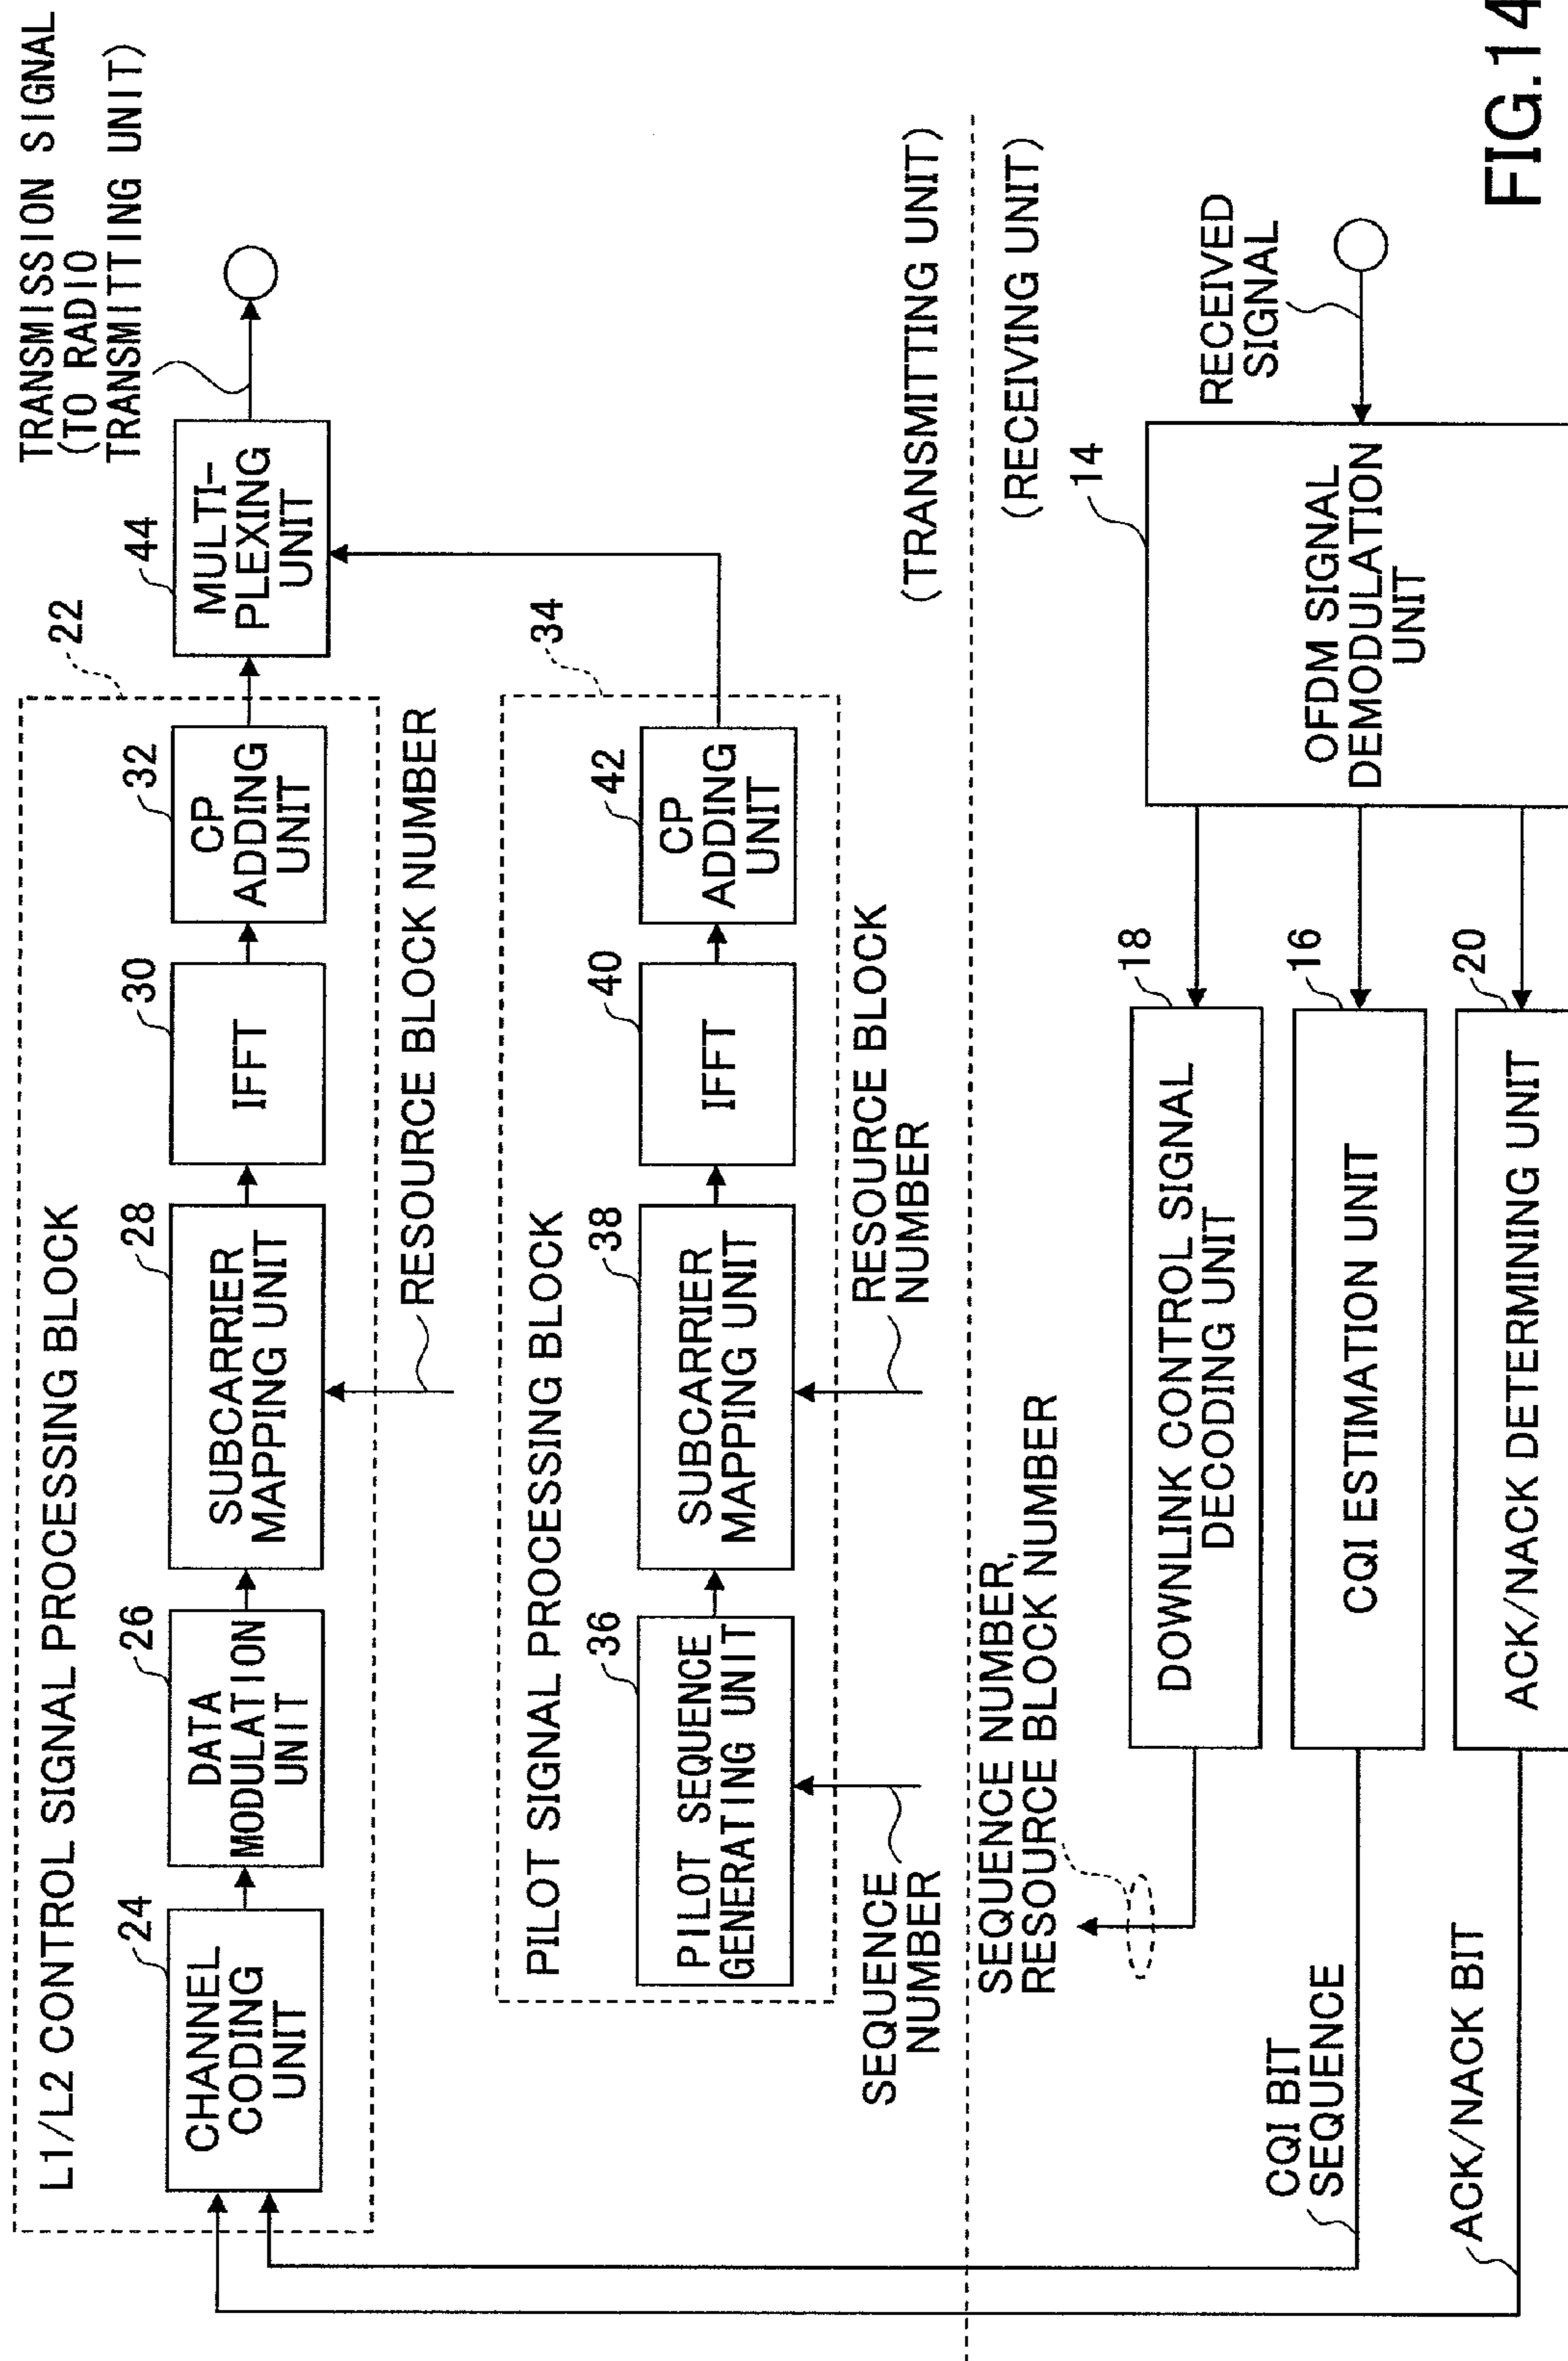 TRANSMISSION SIGNAL
(TO RADIO
TRANSMITTING UNIT)
L1/L2 CONTROL SIGNAL PROCESSING BLOCK
22
24
CHANNEL
CODING
UNIT
26
DATA
MODULATION
UNIT
28
SUBCARRIER
MAPPING UNIT
30
IFFT
32
CP
ADDING
UNIT
44
MULTI-
PLEXING
UNIT
RESOURCE BLOCK NUMBER
PILOT SIGNAL PROCESSING BLOCK
34
36
PILOT SEQUENCE
GENERATING UNIT
38
SUBCARRIER
MAPPING UNIT
40
IFFT
42
CP
ADDING
UNIT
SEQUENCE
NUMBER
RESOURCE BLOCK
NUMBER
(TRANSMITTING UNIT)
(RECEIVING UNIT)
SEQUENCE NUMBER,
RESOURCE BLOCK NUMBER
18
DOWNLINK CONTROL SIGNAL
DECODING UNIT
14
OFDM SIGNAL
DEMODULATION
UNIT
RECEIVED
SIGNAL
CQI BIT
SEQUENCE
16
CQI ESTIMATION UNIT
ACK/NACK BIT
20
ACK/NACK DETERMINING UNIT
FIG.14